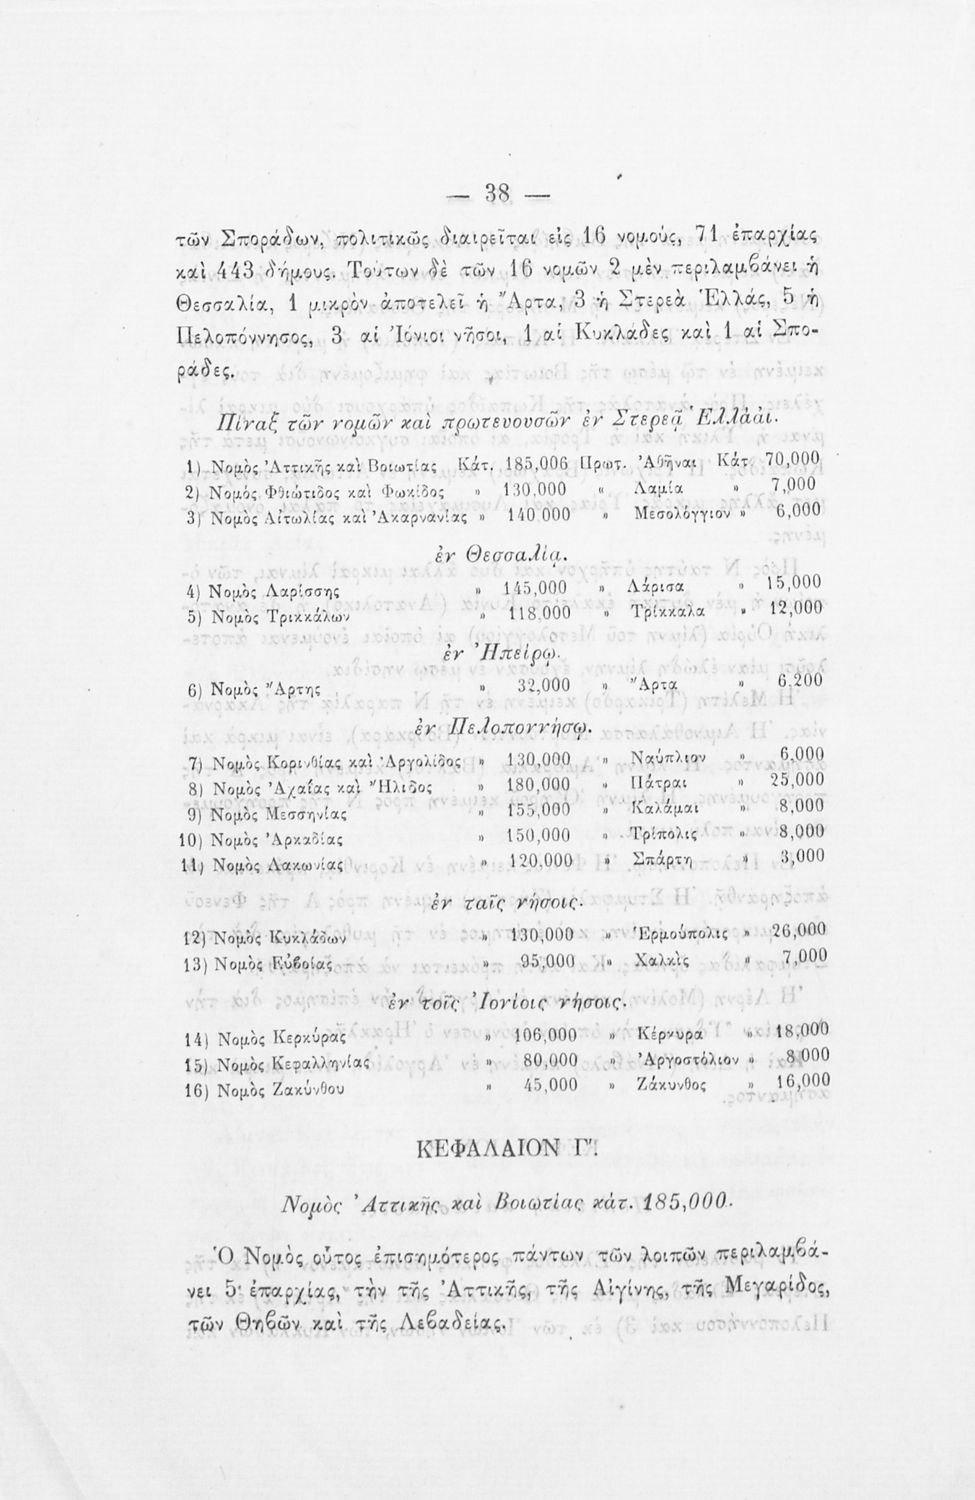 — 38 —
τῶν Σποράδων, πολιτικῶς διαιρεῖται εἰς 16 νομοὺς, 71 ἐπαρχίας
καὶ 443 δήμους. Τούτων δὲ τῶν 16 νομῶν 2 μὲν περιλαμβάνει ἡ
Θεσσαλία, 1 μικρὸν ἀποτελεῖ ἡ Ἄρτα, 3 ἡ Στερεὰ Ἑλλάς, 5 ἡ
Πελοπόννησος, 3 αἱ Ἰόνιοι νῆσοι, 1 αἱ Κυκλάδες καὶ 1 αἱ Σπο-
ράδες.
Πίναξ τῶν νομῶν καὶ πρωτευουσῶν ἐν Στερεᾷ Ἑλλάδι.
1) Νομὸς Ἀττικῆς καὶ Βοιωτίας Κάτ. 185,006 Πρωτ. Ἀθῆναι Κάτ. 70,000
2) Νομός Φθιώτιδος καὶ Φωκίδος » 130,000 « Λαμία » 7,000
3) Νομὸς Αἰτωλίας καὶ Ἀκαρνανίας » 140 000 » Μεσολόγγιον » 6,000
ἐν Θεσσαλίᾳ.
4) Νομὸς Λαρίσσης » 145,000 » Λάρισα » 15,000
5) Νομὸς Τρικκάλων » 118.000 » Τρίκκαλα » 12,000
ἐν Ἠπείρῳ.
6) Νομὸς Ἄρτης » 32,000 » Ἄρτα » 6.200
ἐν Πελοποννήσῳ.
7) Νομὸς Κορινθίας καὶ Ἀργολίδος » 130,000 » Ναύπλιον » 6,000
8) Νομὸς Ἀχαΐας καὶ Ἤλιδος » 180,000 » Πάτραι » 25,000
9) Νομὸς Μεσσηνίας » 155,000 » Καλάμαι » 8,000
10) Νομὸς Ἀρκαδίας » 150,000 » Τρίπολις » 8,000
11) Νομὸς Λακωνίας » 120.000 » Σπάρτη » 3,000
ἐν ταῖς νήσοις.
12) Νομὸς Κυκλάδων » 130,000 » Ἑρμούπολις » 26,000
13) Νομὸς Εὐβοίας » 95,000 » Χαλκὶς » 7,000
ἐν τοῖς Ἰονίοις νήσοις.
14) Νομὸς Κερκύρας » 106,000 » Κέρκυρα » 18,000
15) Νομὸς Κεφαλληνίας » 80,000 » Ἀργοστόλιον » 8 000
16) Νομὸς Ζακύνθου » 45,000 » Ζάκυνθος » 16,000
ΚΕΦΑΛΑΙΟΝ Γʹ.
Νομὸς Ἀττικῆς καὶ Βοιωτίας κάτ. 185,000.
Ὁ Νομὸς οὗτος ἐπισημότερος πάντων τῶν λοιπῶν περιλαμβά-
νει 5 ἐπαρχίας, τὴν τῆς Ἀττικῆς, τῆς Αἰγίνης, τῆς Μεγαρίδος,
τῶν Θηβῶν καὶ τῆς Λεβαδείας.